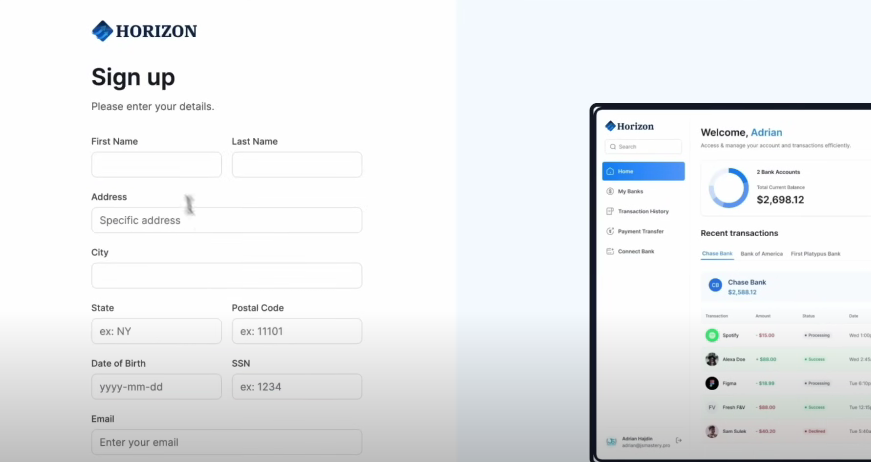 HORIZON
Sign up
Please enter your details.
First Name
Last Name
Address
Specific address
City
State
Postal Code
ex: NY
ex: 11101
Date of Birth
SSN
yyyy-mm-dd
ex: 1234
Email
Enter your email
Horizon
Search
Home
My Banks
Transaction History
Payment Transfer
Connect Bank
Adrian Hajdin
adrian@jsmastery.pro
Welcome, Adrian
Access & manage your account and transactions efficiently.
2 Bank Accounts
Total Current Balance
$2,698.12
Recent transactions
Chase Bank Bank of America First Platypus Bank
CB
Chase Bank
$2,588.12
Transaction Amount Status Date
Spotify - $15.00 Processing Wed 1:00
Alexa Doe + $88.00 Success Wed 2:45
Figma - $18.99 Processing Tue 6:10
FV Fresh F&V - $88.00 Success Tue 12:15
Sam Sulek - $40.20 Declined Tue 5:40